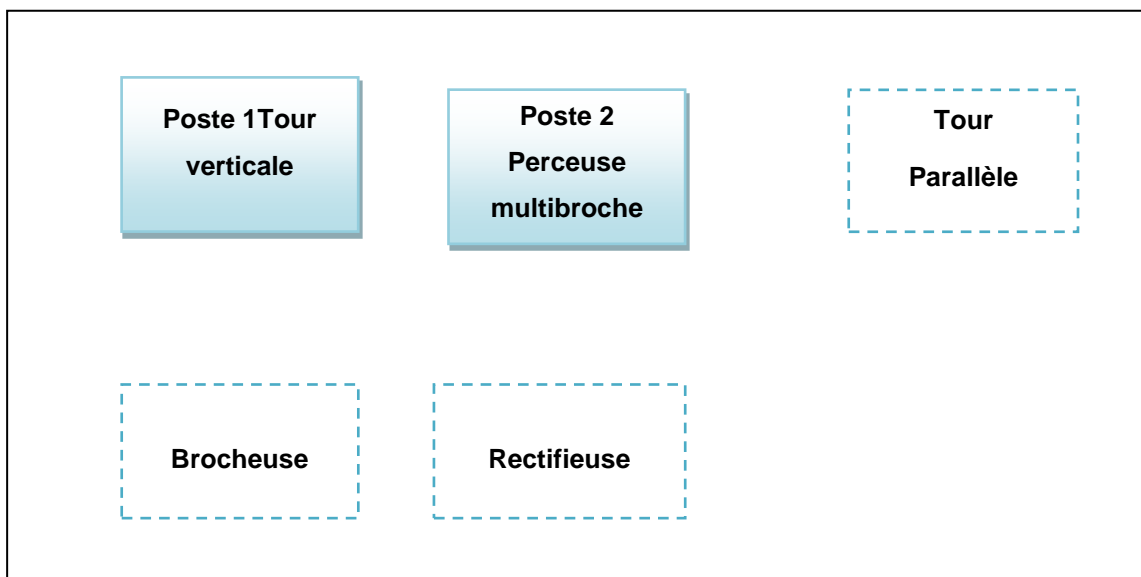 Poste 1Tour
verticale
Poste 2
Perceuse
multibroche
Tour
Parallèle
Brocheuse
Rectifieuse